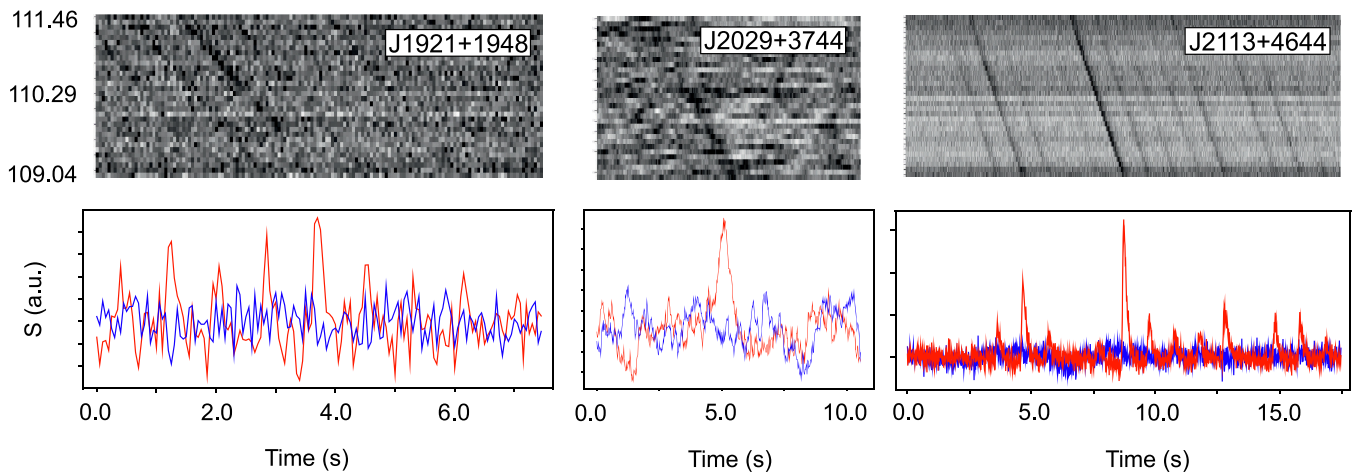 111.46
110.29
109.04
J1921+1948
J2029+3744
J2113+4644
S (a.u.)
0.0 2.0 4.0 6.0
0.0 5.0 10.0
0.0 5.0 10.0 15.0
Time (s)
Time (s)
Time (s)